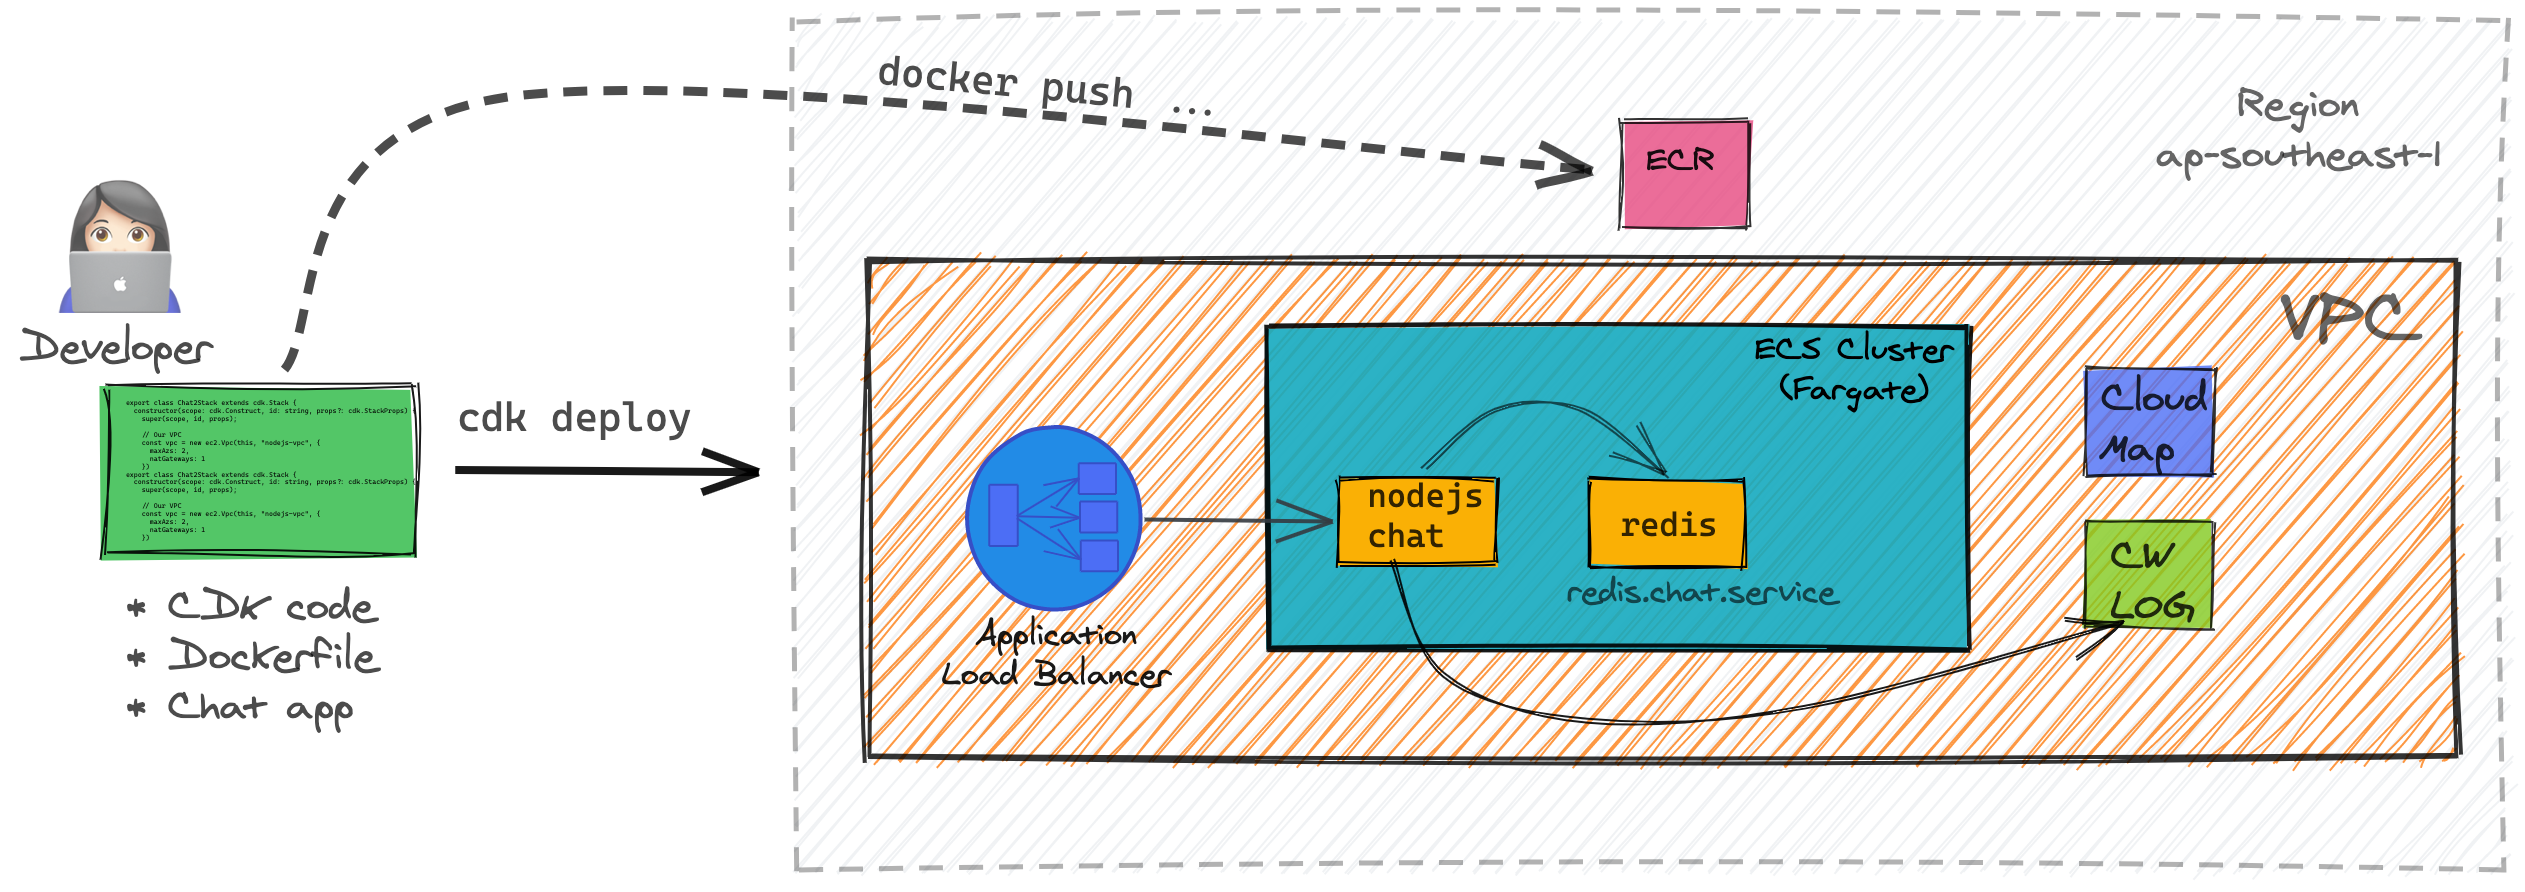 docker push ...
Region
ap-southeast-1
ECR
Developer
export class Chat2Stack extends cdk.Stack {
constructor(scope: cdk.Construct, id: string, props?: cdk.StackProps) {
super(scope, id, props);
// Our VPC
const vpc = new ec2.Vpc(this, "nodejs-vpc", {
maxAzs: 2,
natGateways: 1
})
export class Chat2Stack extends cdk.Stack {
constructor(scope: cdk.Construct, id: string, props?: cdk.StackProps) {
super(scope, id, props);
// Our VPC
const vpc = new ec2.Vpc(this, "nodejs-vpc", {
maxAzs: 2,
natGateways: 1
})
* CDK code
* Dockerfile
* Chat app
cdk deploy
VPC
ECS Cluster
(Fargate)
nodejs
chat
redis
redis.chat.service
Application
Load Balancer
Cloud
Map
CW
LOG